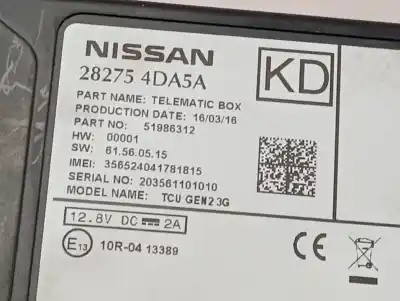 NISSAN
28275 4DA5A
KD
PART NAME: TELEMATIC BOX
PRODUCTION DATE: 16/03/16
PART NO: 51986312
HW: 00001
SW: 61.56.05.15
IMEI: 356524041781815
SERIAL NO: 203561101010
MODEL NAME: TCU GEN2 3G
12.8V DC 2A
E13 10R-04 13389
CE